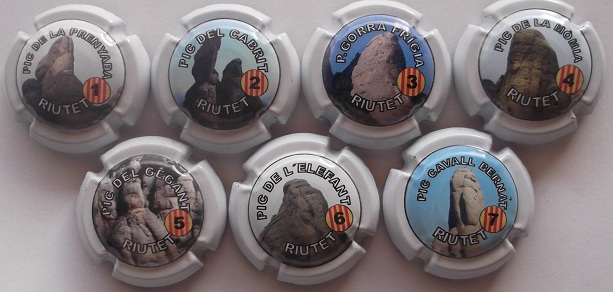 PIC DE LA PRENYADA
1
RIUTET
PIC DEL CABRIT
2
RIUTET
P. GORRA FRIGIA
3
RIUTET
PIC DE LA MÒMIA
4
RIUTET
PIC DEL GEGANT
5
RIUTET
PIC DE L'ELEFANT
6
RIUTET
PIC CAVALL BERNAT
7
RIUTET